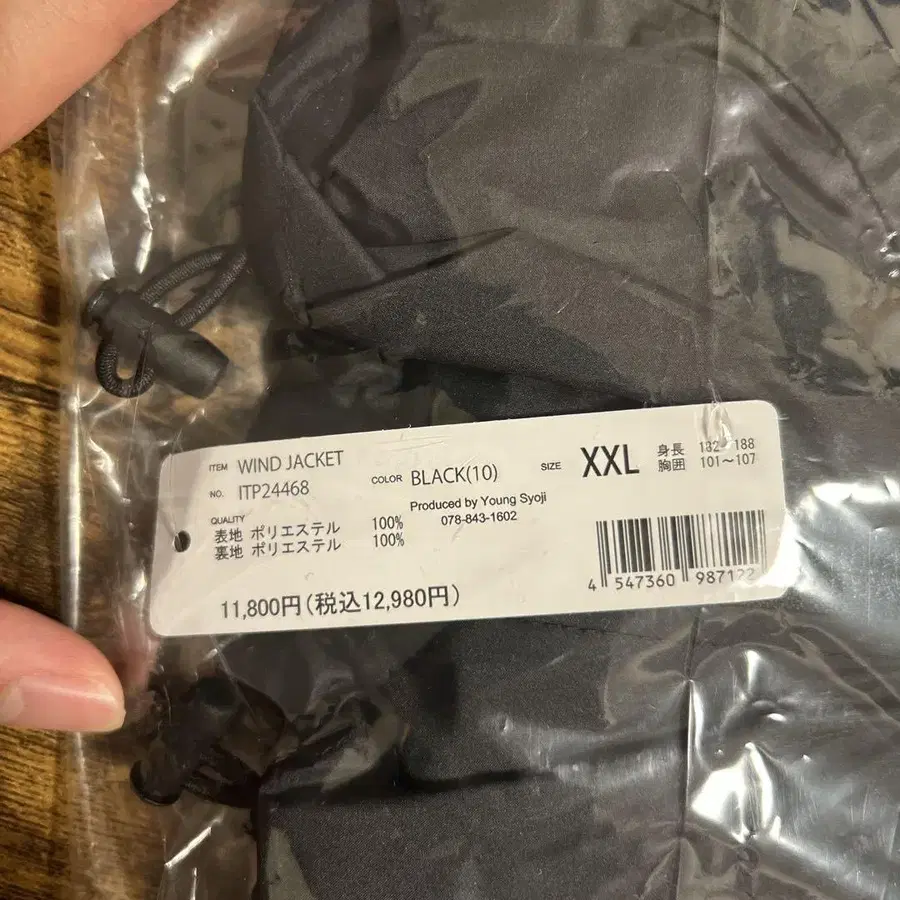 ITEM WIND JACKET
NO. ITP24468
COLOR BLACK(10)
SIZE XXL
身長 182~188
胸囲 101~107
QUALITY
表地 ポリエステル 100%
裏地 ポリエステル 100%
Produced by Young Syoji
078-843-1602
11,800円(税込12,980円)
4 547360 987122